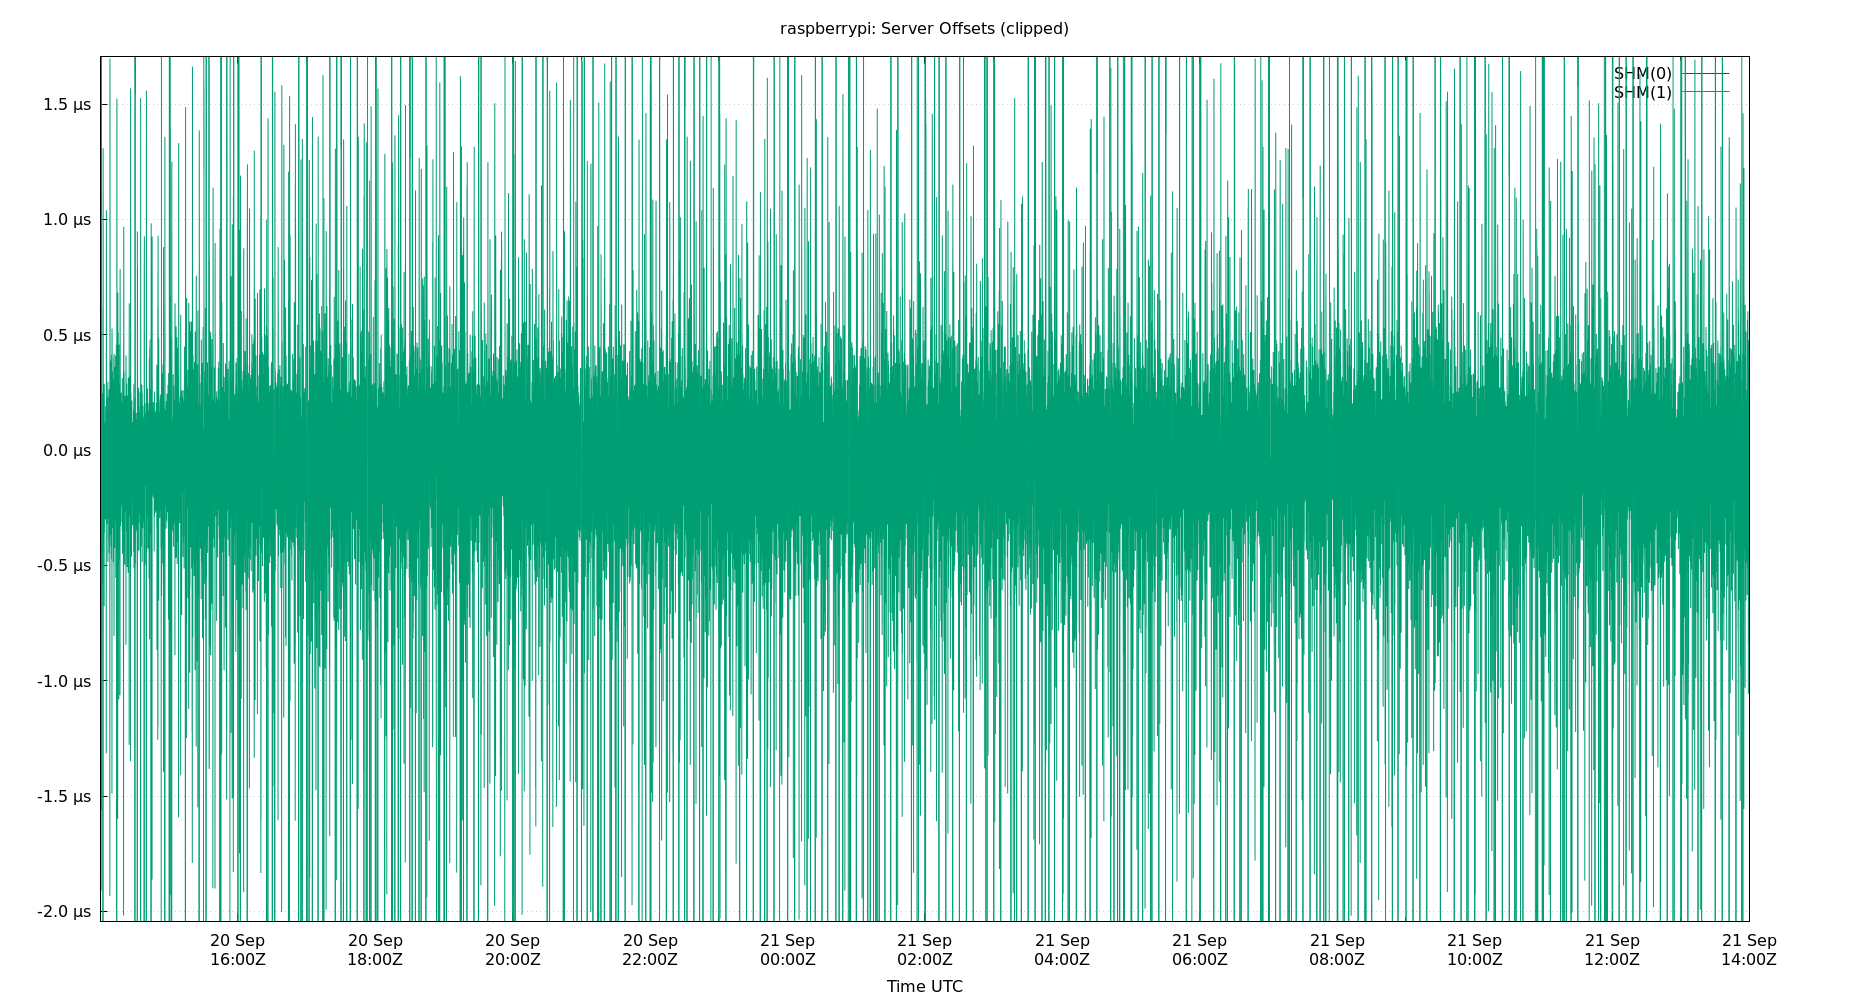 raspberrypi: Server Offsets (clipped)
SHM(0)
SHM(1)
1.5 µs
1.0 µs
0.5 µs
0.0 µs
-0.5 µs
-1.0 µs
-1.5 µs
-2.0 µs
20 Sep 20 Sep 20 Sep 20 Sep 21 Sep 21 Sep 21 Sep 21 Sep 21 Sep 21 Sep 21 Sep 21 Sep
16:00Z 18:00Z 20:00Z 22:00Z 00:00Z 02:00Z 04:00Z 06:00Z 08:00Z 10:00Z 12:00Z 14:00Z
Time UTC